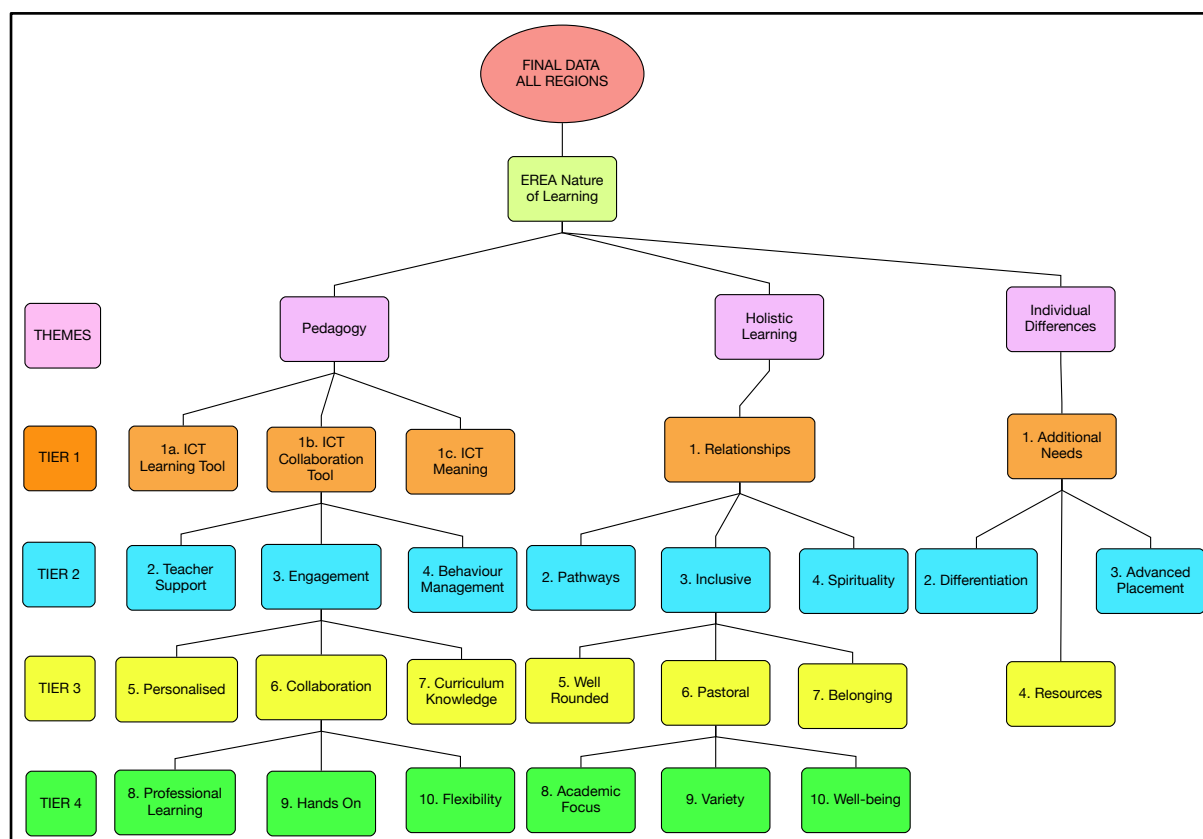 FINAL DATA
ALL REGIONS
EREA Nature
of Learning
THEMES
Pedagogy
Holistic
Learning
Individual
Differences
TIER 1
1a. ICT
Learning Tool
1b. ICT
Collaboration
Tool
1c. ICT
Meaning
1. Relationships
1. Additional
Needs
TIER 2
2. Teacher
Support
3. Engagement
4. Behaviour
Management
2. Pathways
3. Inclusive
4. Spirituality
2. Differentiation
3. Advanced
Placement
TIER 3
5. Personalised
6. Collaboration
7. Curriculum
Knowledge
5. Well
Rounded
6. Pastoral
7. Belonging
4. Resources
TIER 4
8. Professional
Learning
9. Hands On
10. Flexibility
8. Academic
Focus
9. Variety
10. Well-being